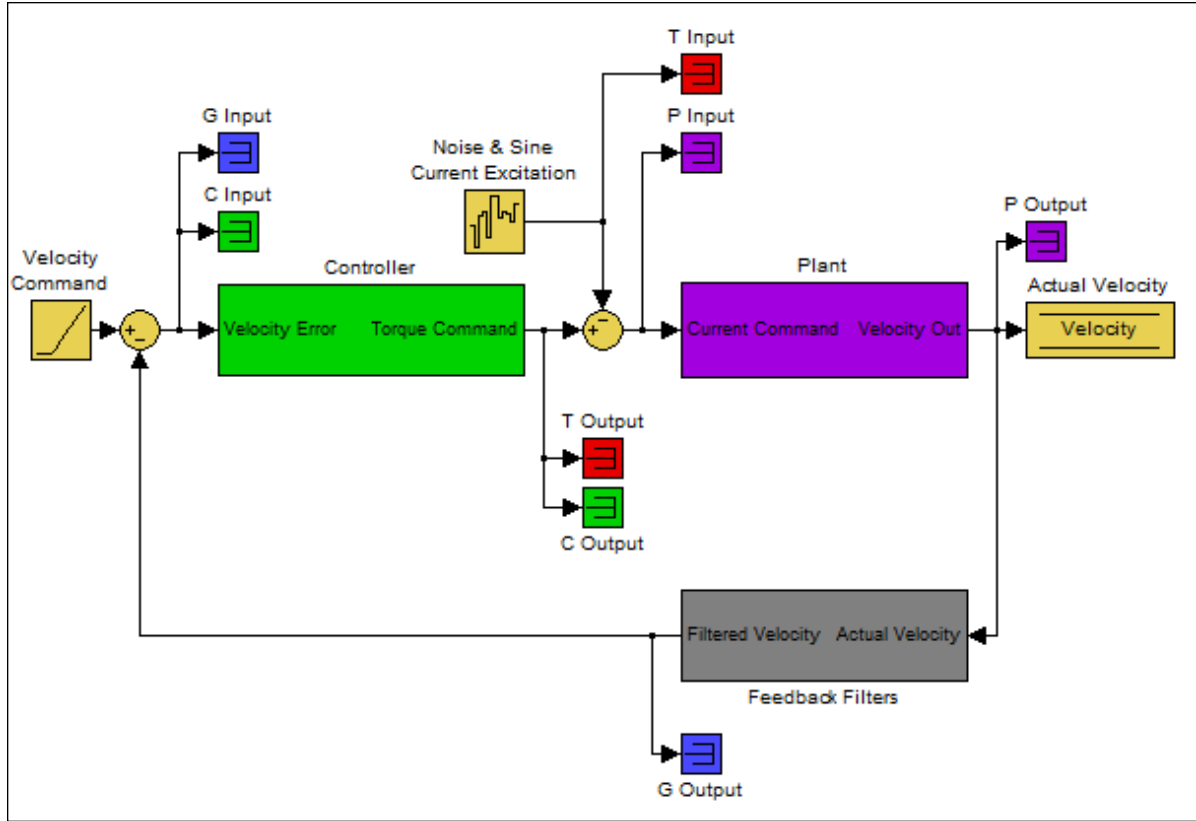 T Input
G Input
P Input
Noise & Sine
Current Excitation
C Input
P Output
Velocity
Command
Controller
Plant
Actual Velocity
+
-
Velocity Error
Torque Command
+
-
Current Command
Velocity Out
Velocity
T Output
C Output
Filtered Velocity
Actual Velocity
Feedback Filters
G Output